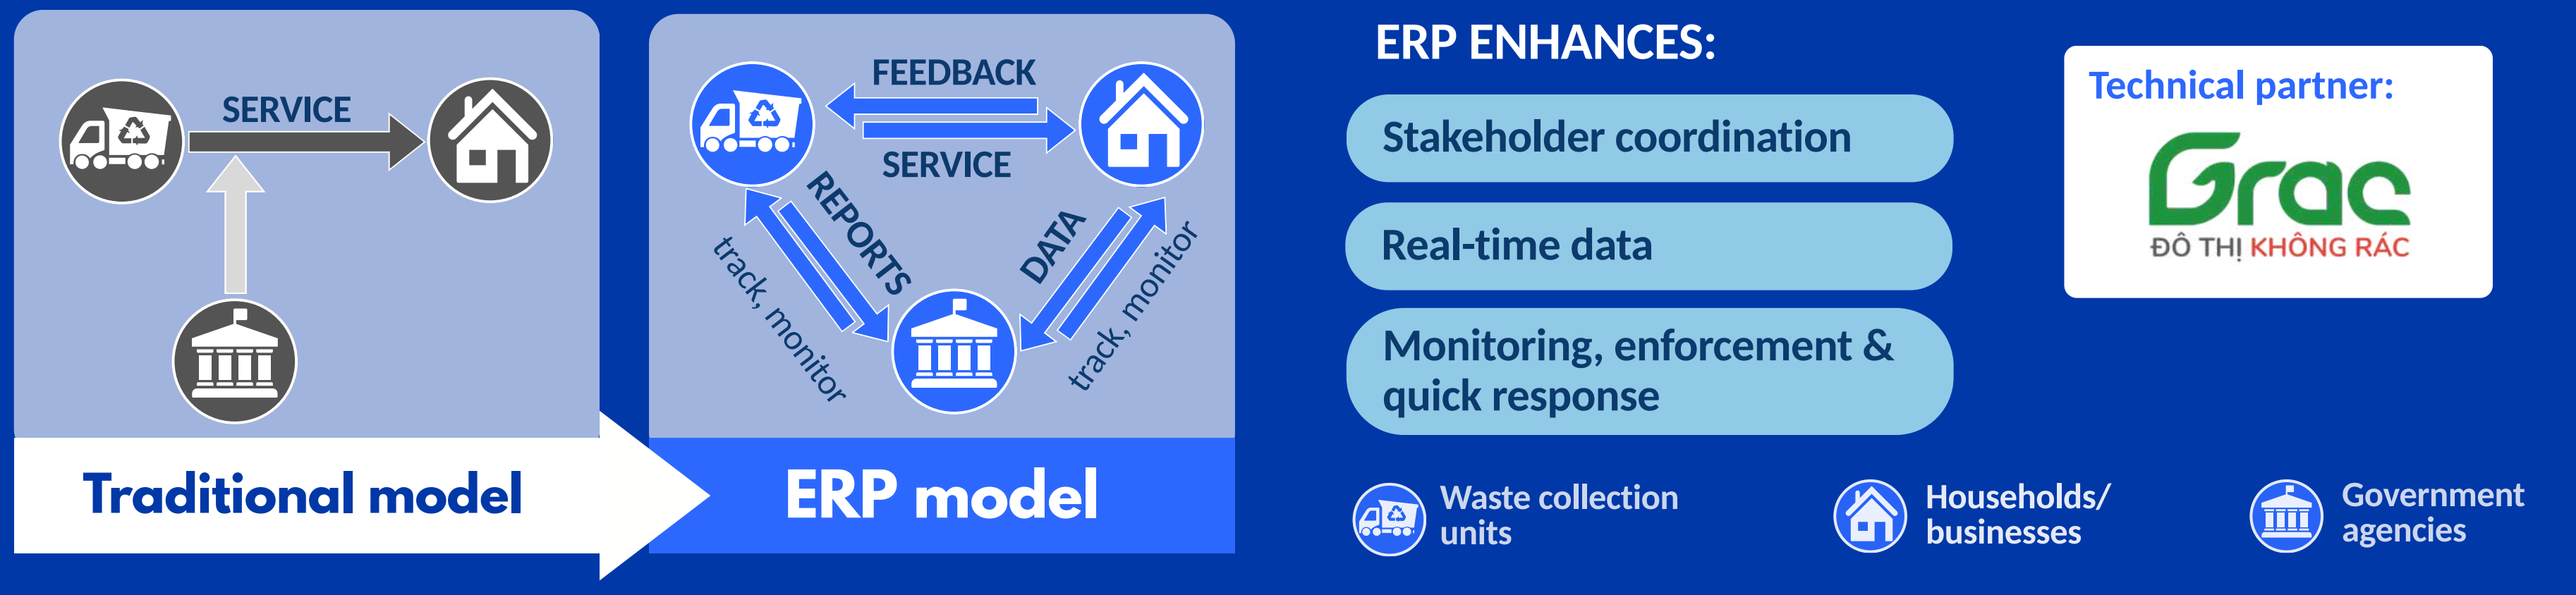 SERVICE
Traditional model
FEEDBACK
SERVICE
REPORTS
track, monitor
DATA
track, monitor
ERP model
ERP ENHANCES:
Stakeholder coordination
Real-time data
Monitoring, enforcement &
quick response
Technical partner:
Grac
ĐÔ THỊ KHÔNG RÁC
Waste collection
units
Households/
businesses
Government
agencies